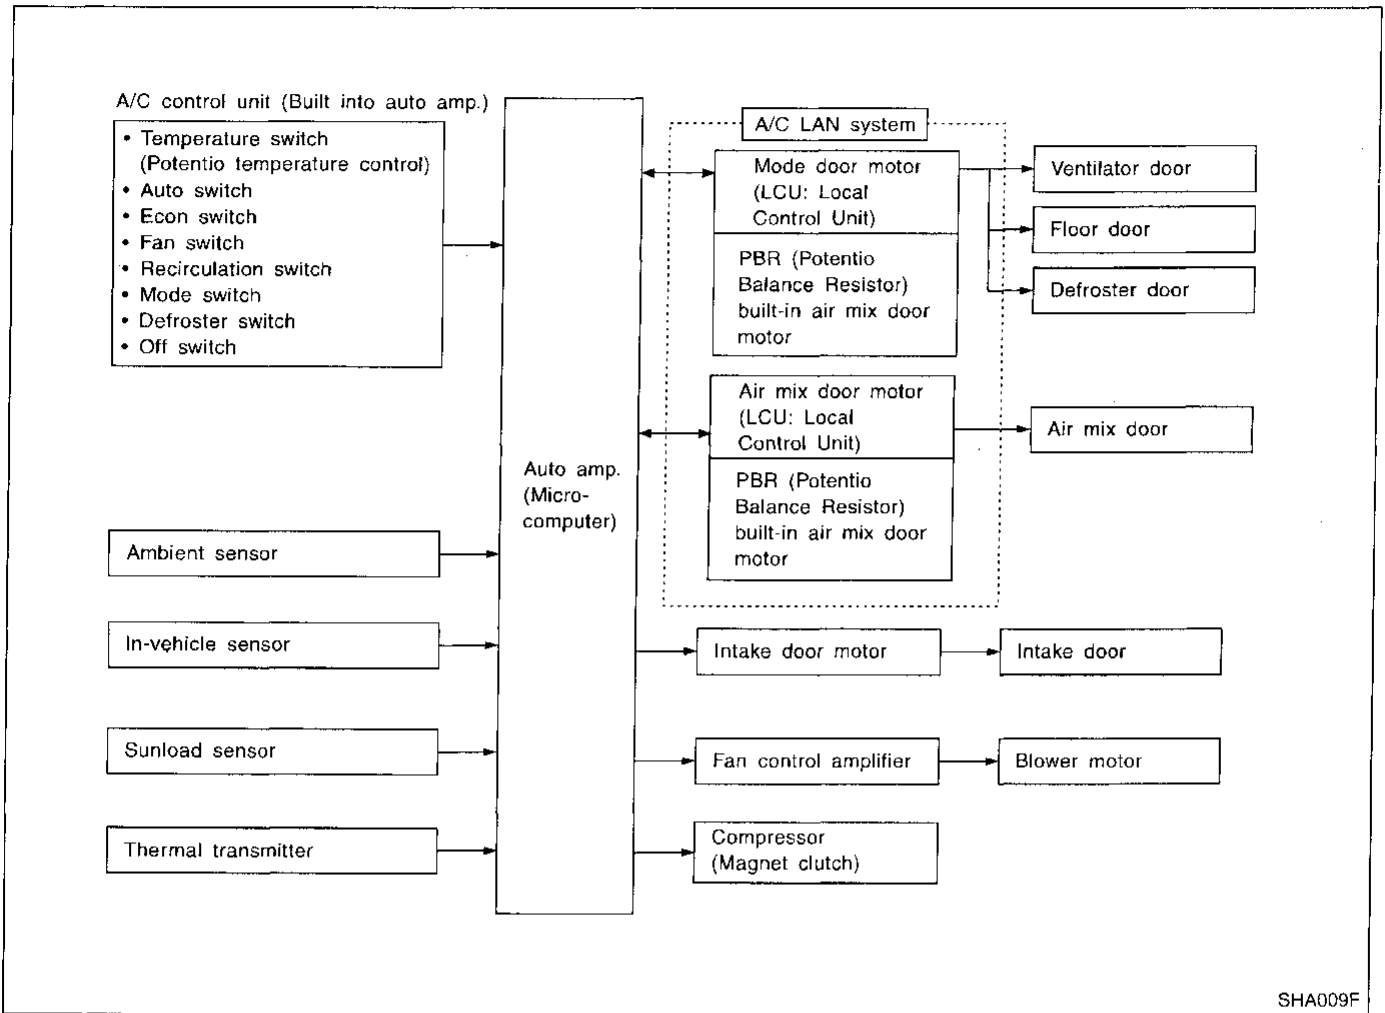 A/C control unit (Built into auto amp.)
• Temperature switch
(Potentio temperature control)
• Auto switch
• Econ switch
• Fan switch
• Recirculation switch
• Mode switch
• Defroster switch
• Off switch
Ambient sensor
In-vehicle sensor
Sunload sensor
Thermal transmitter
Auto amp.
(Micro-
computer)
A/C LAN system
Mode door motor
(LCU: Local
Control Unit)
PBR (Potentio
Balance Resistor)
built-in air mix door
motor
Air mix door motor
(LCU: Local
Control Unit)
PBR (Potentio
Balance Resistor)
built-in air mix door
motor
Intake door motor
Fan control amplifier
Compressor
(Magnet clutch)
Ventilator door
Floor door
Defroster door
Air mix door
Intake door
Blower motor
SHA009F